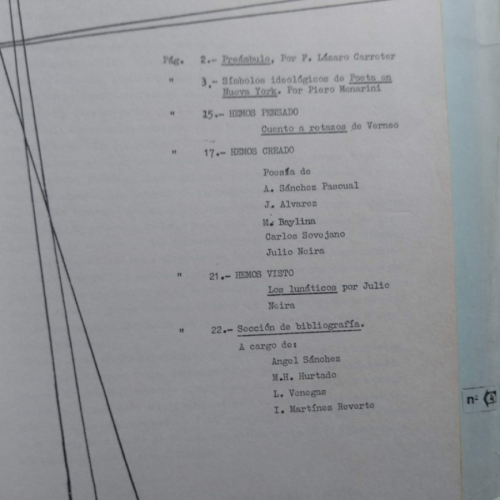 Pág. 2.- Preámbulo, Por F. Lázaro Carreter
" 3.- Símbolos ideológicos de Poeta en
Nueva York. Por Piero Menarini
" 15.- HEMOS PENSADO
Cuento a retazos de Verneo
" 17.- HEMOS CREADO
Poesía de
A. Sánchez Pascual
J. Alvarez
M. Baylina
Carlos Sovejano
Julio Neira
" 21.- HEMOS VISTO
Los lunáticos por Julio
Neira
" 22.- Sección de bibliografía.
A cargo de:
Angel Sánchez
M.H. Hurtado
L. Venegas
I. Martínez Reverte
nº